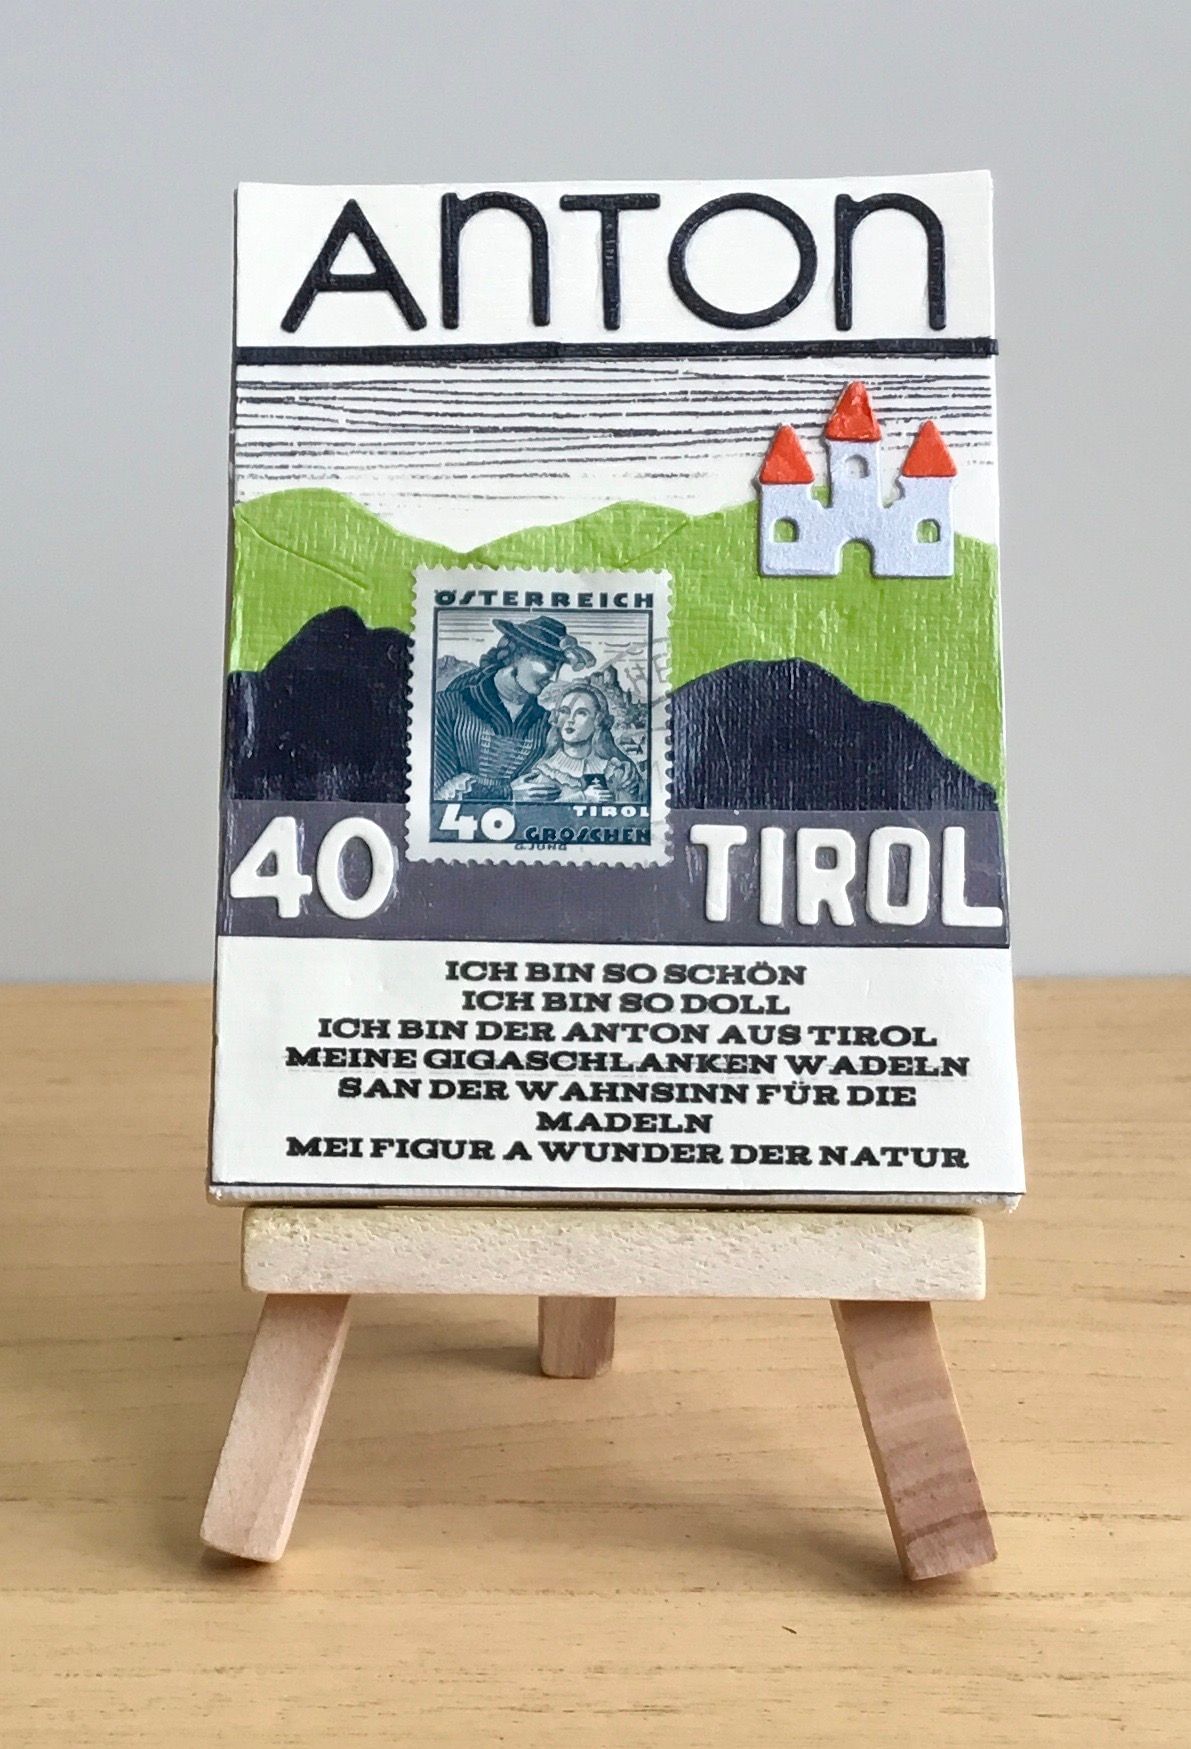 ANTON
ÖSTERREICH
TIROL
40 GROSCHEN
G. JUNG
40 TIROL
ICH BIN SO SCHÖN
ICH BIN SO DOLL
ICH BIN DER ANTON AUS TIROL
MEINE GIGASCHLANKEN WADELN
SAN DER WAHNSINN FÜR DIE
MADELN
MEI FIGUR A WUNDER DER NATUR